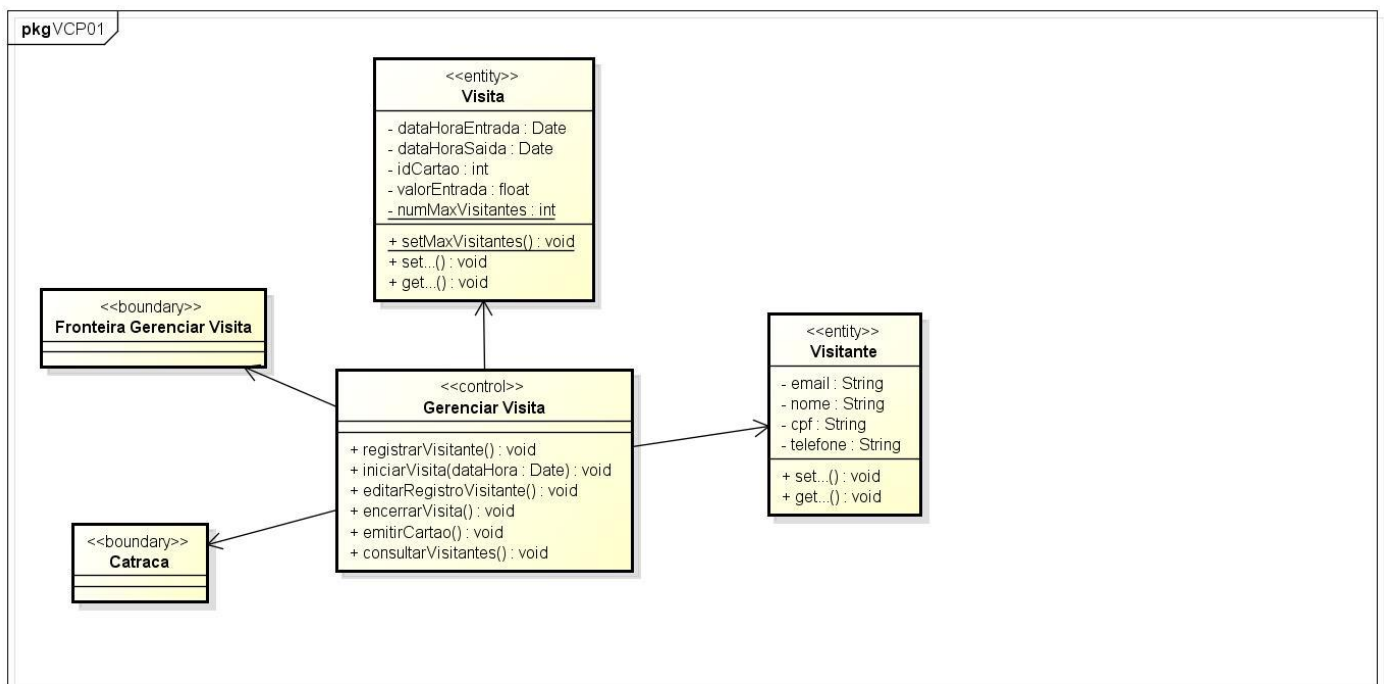 pkg VCP01
<<entity>>
Visita
- dataHoraEntrada : Date
- dataHoraSaida : Date
- idCartao : int
- valorEntrada : float
- numMaxVisitantes : int
+ setMaxVisitantes() : void
+ set...() : void
+ get...() : void
<<boundary>>
Fronteira Gerenciar Visita
<<entity>>
Visitante
- email : String
- nome : String
- cpf : String
- telefone : String
+ set...() : void
+ get...() : void
<<control>>
Gerenciar Visita
+ registrarVisitante() : void
+ iniciarVisita(dataHora : Date) : void
+ editarRegistroVisitante() : void
+ encerrarVisita() : void
+ emitirCartao() : void
+ consultarVisitantes() : void
<<boundary>>
Catraca